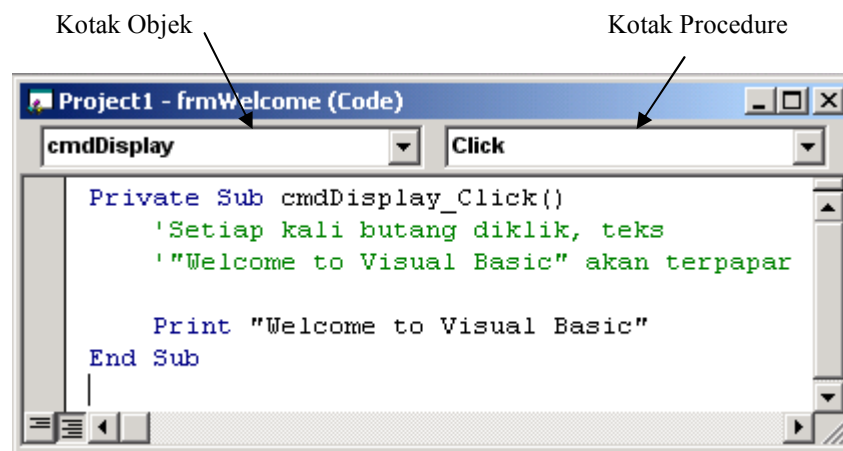 Kotak Objek Kotak Procedure
Project1 - frmWelcome (Code)
cmdDisplay Click
Private Sub cmdDisplay_Click()
'Setiap kali butang diklik, teks
'"Welcome to Visual Basic" akan terpapar
Print "Welcome to Visual Basic"
End Sub